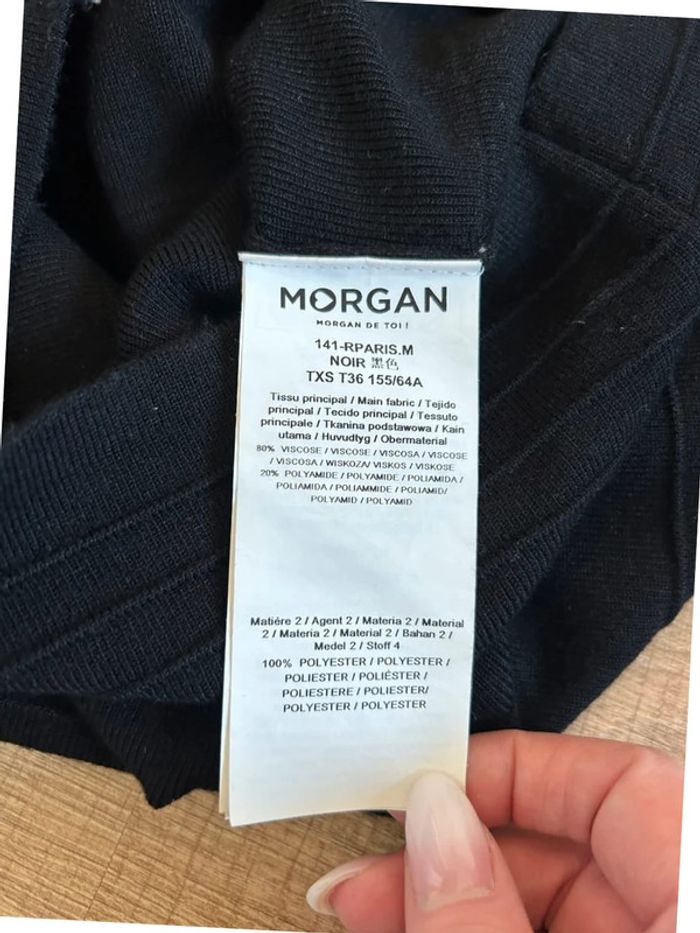 MORGAN
MORGAN DE TOI !
141-RPARIS.M
NOIR 黑色
TXS T36 155/64A
Tissu principal / Main fabric / Tejido
principal / Tecido principal / Tessuto
principale / Tkanina podstawowa / Kain
utama / Huvudtyg / Obermaterial
80% VISCOSE / VISCOSE / VISCOSA / VISCOSE
/ VISCOSA / WISKOZA/ VISKOS / VISKOSE
20% POLYAMIDE / POLYAMIDE / POLIAMIDA /
POLIAMIDA / POLIAMMIDE / POLIAMID/
POLYAMID / POLYAMID
Matière 2 / Agent 2 / Materia 2 / Material
2 / Materia 2 / Material 2 / Bahan 2 /
Medel 2 / Stoff 4
100% POLYESTER / POLYESTER /
POLIESTER / POLIÉSTER /
POLIESTERE / POLIESTER/
POLYESTER / POLYESTER